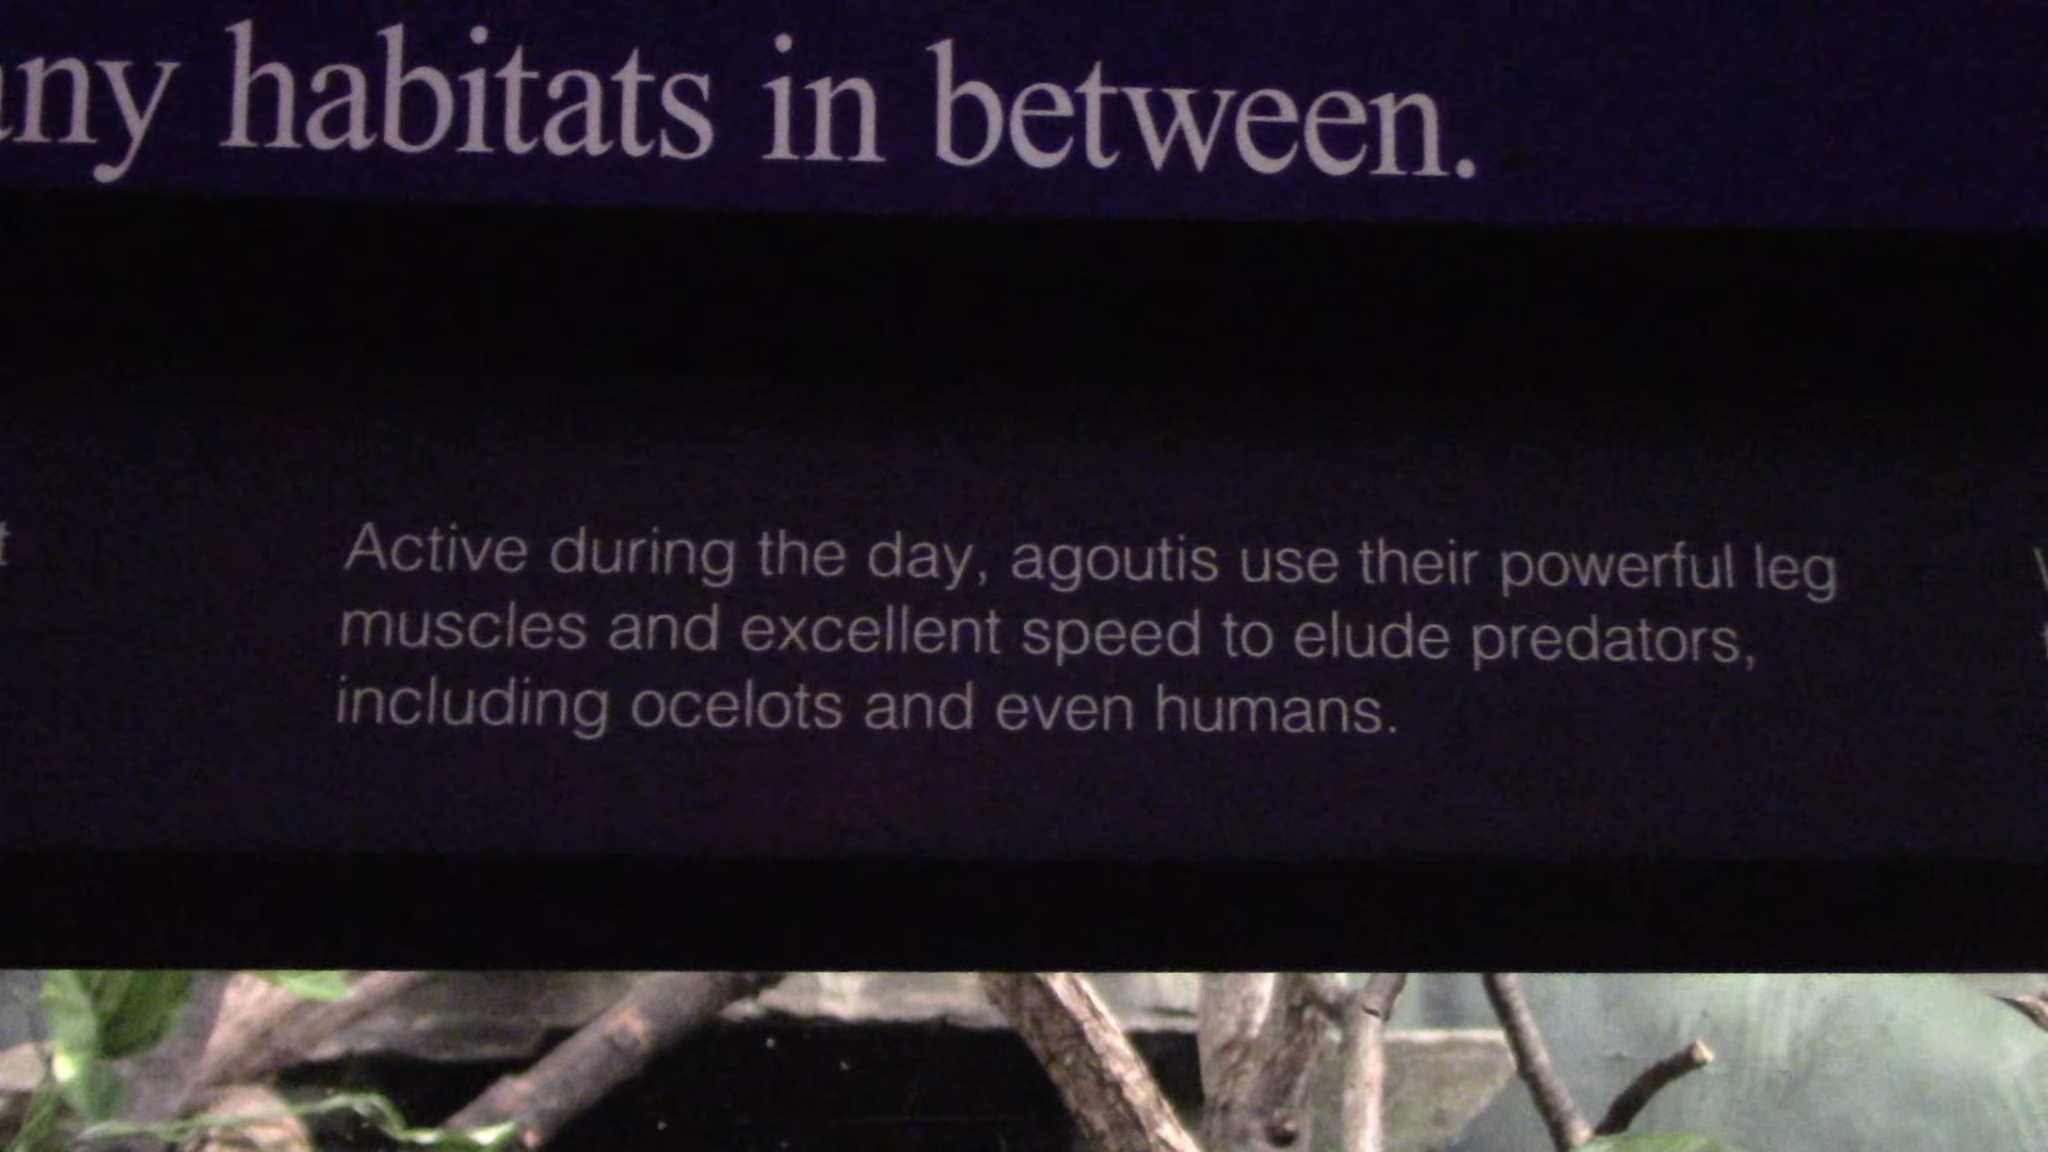 habitats in between.
Active during the day, agoutis use their powerful leg
muscles and excellent speed to elude predators,
including ocelots and even humans.